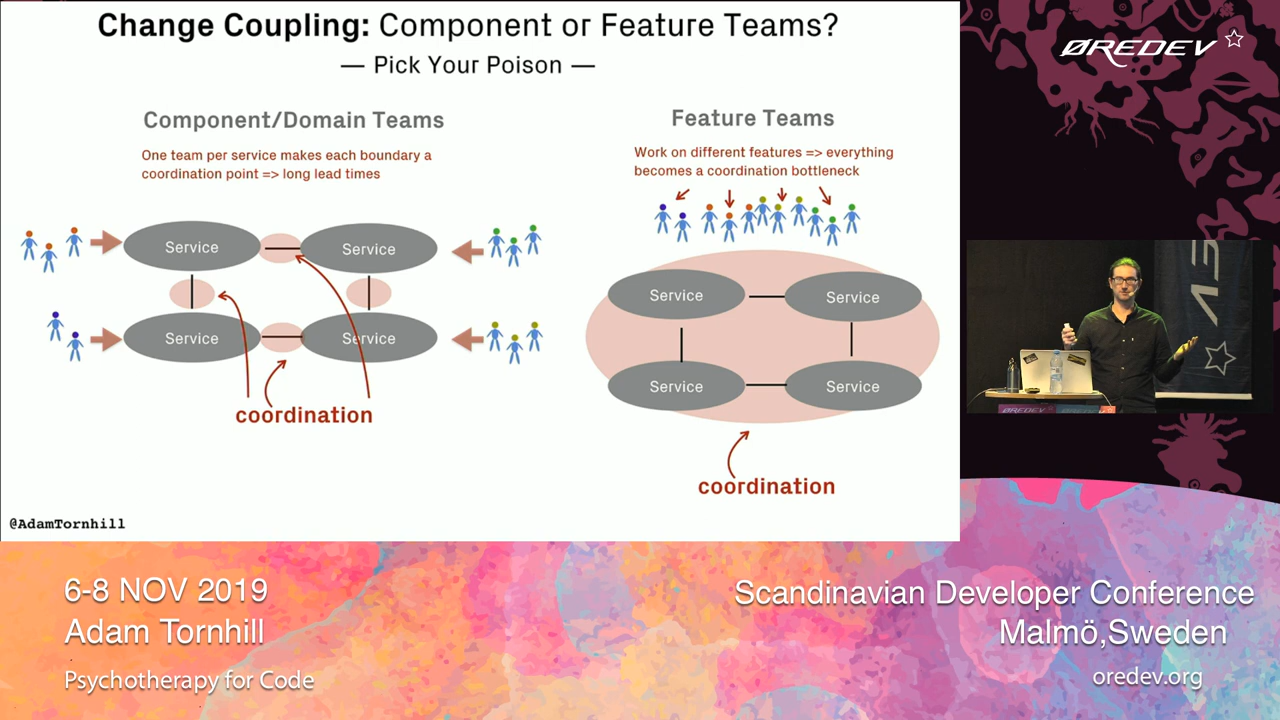 Change Coupling: Component or Feature Teams?
— Pick Your Poison —
Component/Domain Teams
One team per service makes each boundary a
coordination point => long lead times
Service
Service
Service
Service
coordination
Feature Teams
Work on different features => everything
becomes a coordination bottleneck
Service
Service
Service
Service
coordination
@AdamTornhill
ØREDEV
ØREDEV
6-8 NOV 2019
Adam Tornhill
Psychotherapy for Code
Scandinavian Developer Conference
Malmö,Sweden
oredev.org